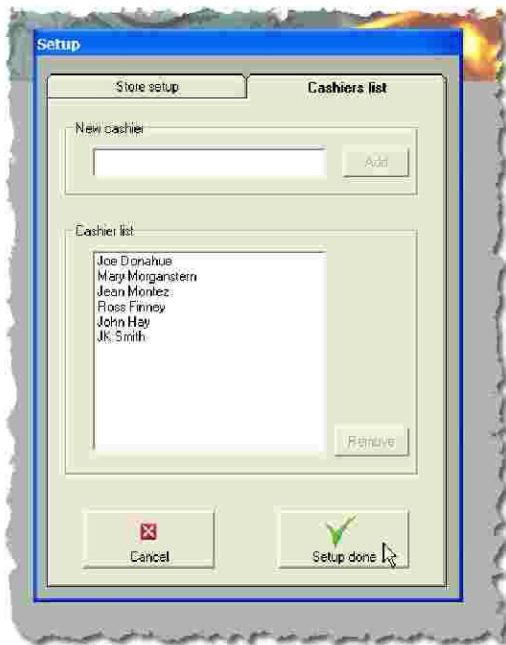 Setup
Store setup
Cashiers list
New cashier
Add
Cashier list
Joe Donahue
Mary Morganstern
Jean Montez
Ross Finney
John Hay
JK Smith
Remove
Cancel
Setup done